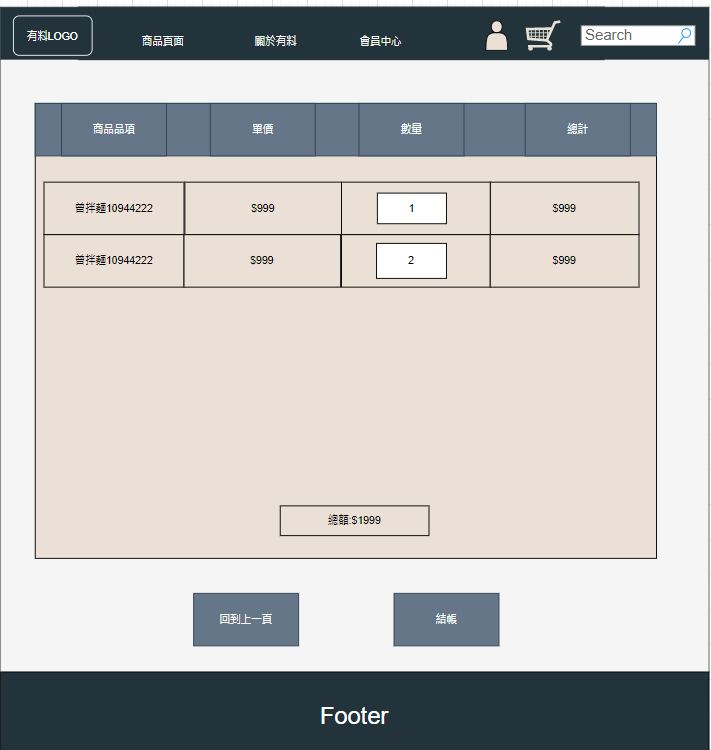 有料LOGO
商品頁面
關於有料
會員中心
Search
商品品項
單價
數量
總計
曾拌麵10944222
$999
1
$999
曾拌麵10944222
$999
2
$999
總額:$1999
回到上一頁
結帳
Footer